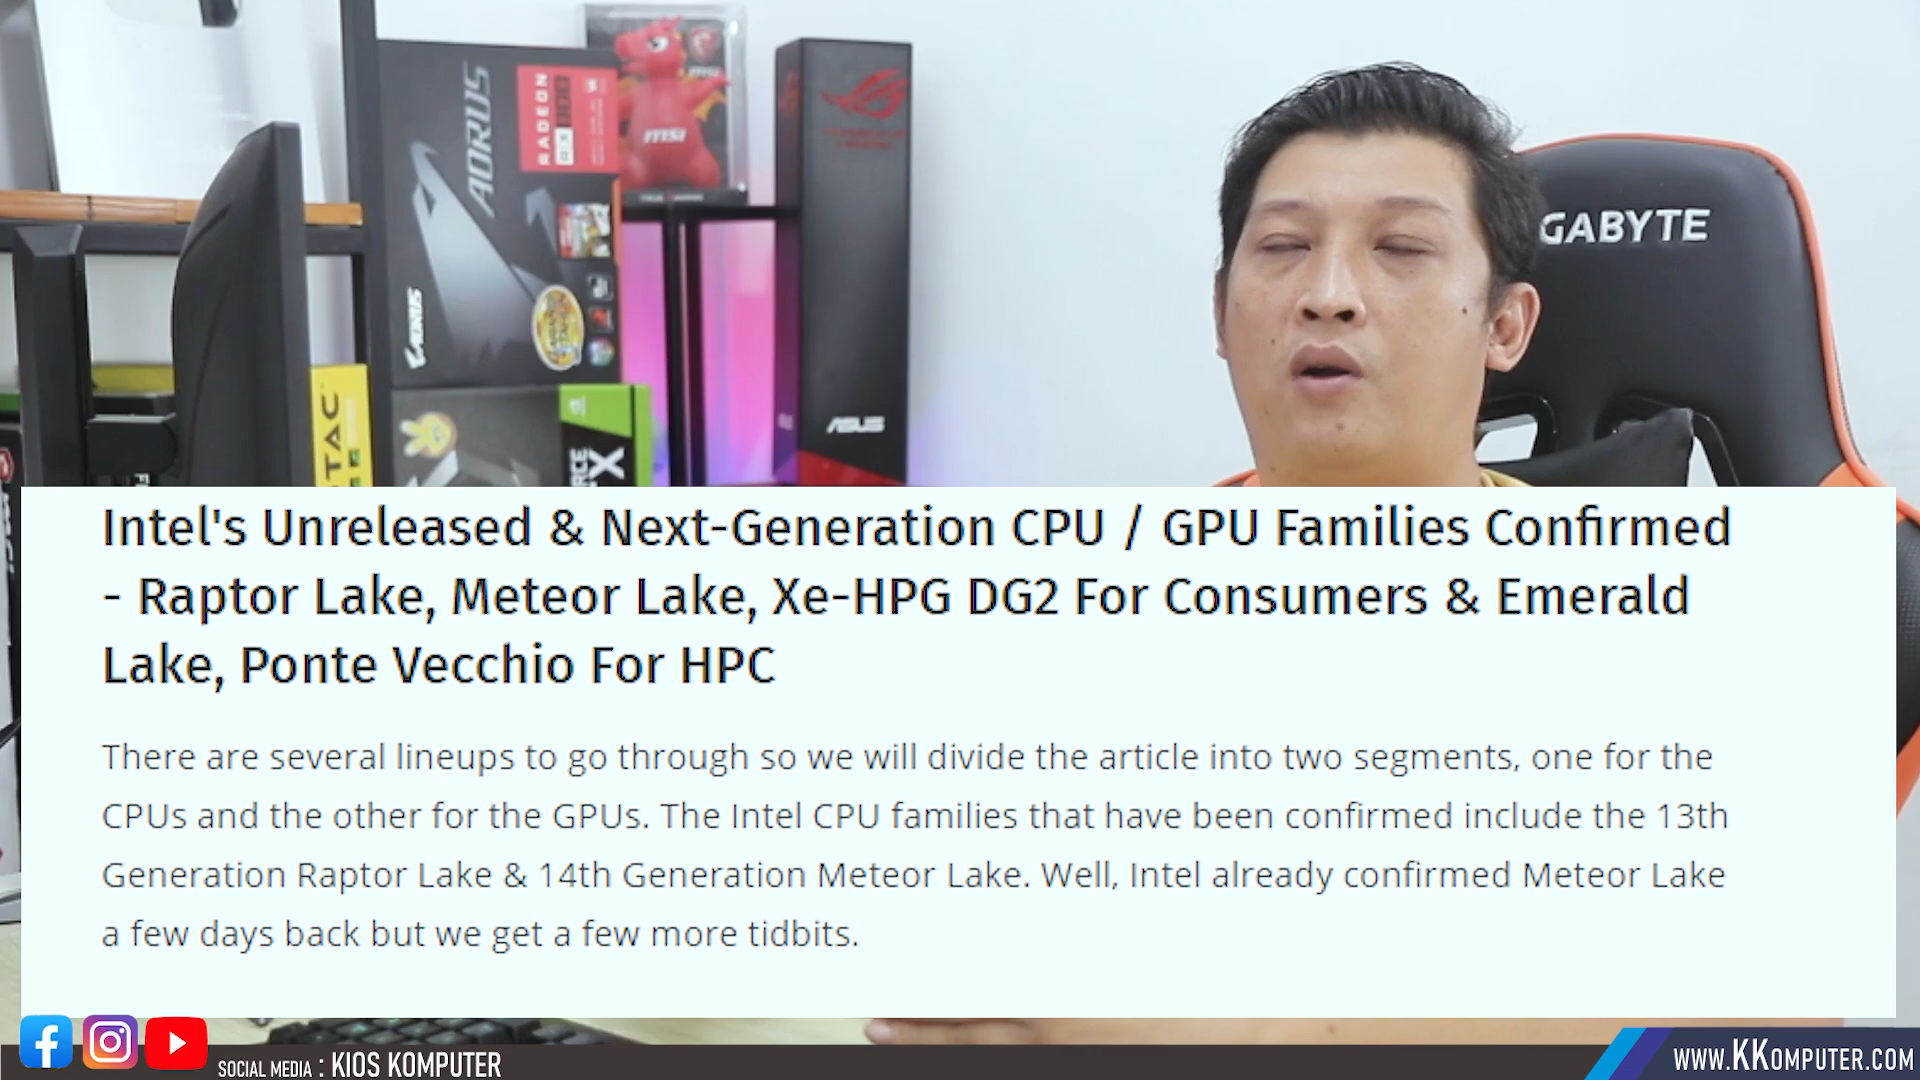 AORUS
RADEON
RX
msi
AORUS
ASUS
GABYTE
Intel's Unreleased & Next-Generation CPU / GPU Families Confirmed
- Raptor Lake, Meteor Lake, Xe-HPG DG2 For Consumers & Emerald
Lake, Ponte Vecchio For HPC
There are several lineups to go through so we will divide the article into two segments, one for the
CPUs and the other for the GPUs. The Intel CPU families that have been confirmed include the 13th
Generation Raptor Lake & 14th Generation Meteor Lake. Well, Intel already confirmed Meteor Lake
a few days back but we get a few more tidbits.
SOCIAL MEDIA : KIOS KOMPUTER
WWW.KKOMPUTER.COM